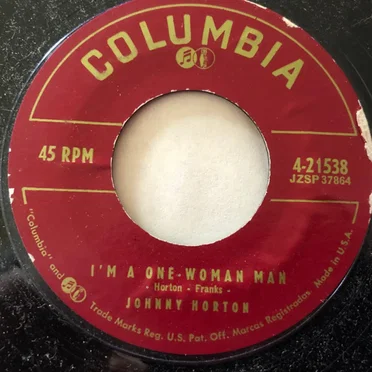 COLUMBIA
45 RPM
4-21538
JZSP 37864
I'M A ONE-WOMAN MAN
- Horton - Franks -
JOHNNY HORTON
"Columbia" and Trade Marks Reg. U.S. Pat. Off. Marcas Registradas. Made in U.S.A.